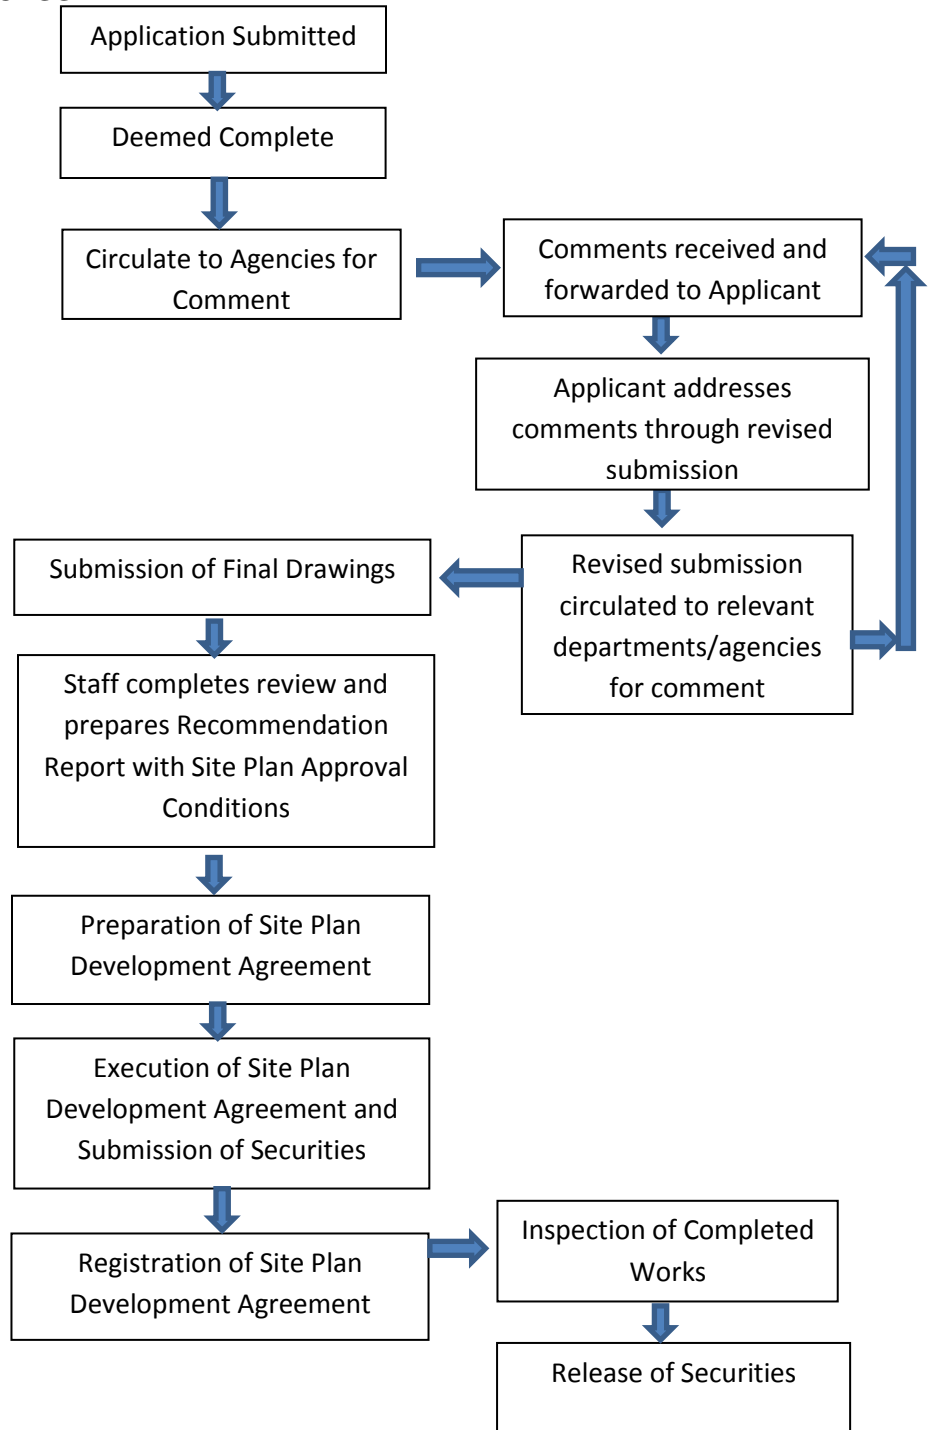 Application Submitted
Deemed Complete
Circulate to Agencies for
Comment
Comments received and
forwarded to Applicant
Applicant addresses
comments through revised
submission
Revised submission
circulated to relevant
departments/agencies
for comment
Submission of Final Drawings
Staff completes review and
prepares Recommendation
Report with Site Plan Approval
Conditions
Preparation of Site Plan
Development Agreement
Execution of Site Plan
Development Agreement and
Submission of Securities
Registration of Site Plan
Development Agreement
Inspection of Completed
Works
Release of Securities